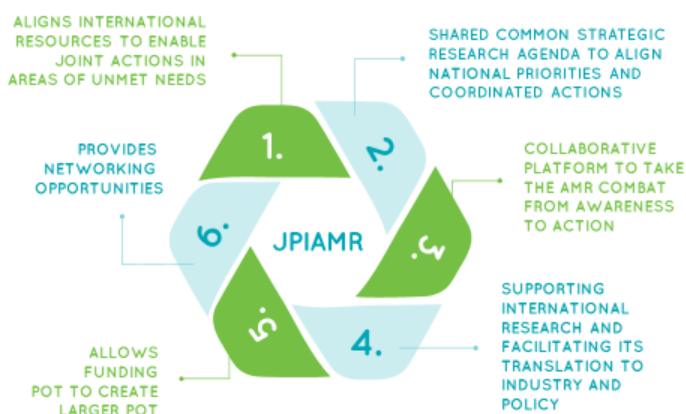 ALIGNS INTERNATIONAL
RESOURCES TO ENABLE
JOINT ACTIONS IN
AREAS OF UNMET NEEDS
1.
SHARED COMMON STRATEGIC
RESEARCH AGENDA TO ALIGN
NATIONAL PRIORITIES AND
COORDINATED ACTIONS
2.
COLLABORATIVE
PLATFORM TO TAKE
THE AMR COMBAT
FROM AWARENESS
TO ACTION
3.
SUPPORTING
INTERNATIONAL
RESEARCH AND
FACILITATING ITS
TRANSLATION TO
INDUSTRY AND
POLICY
4.
ALLOWS
FUNDING
POT TO CREATE
LARGER POT
5.
PROVIDES
NETWORKING
OPPORTUNITIES
6.
JPIAMR